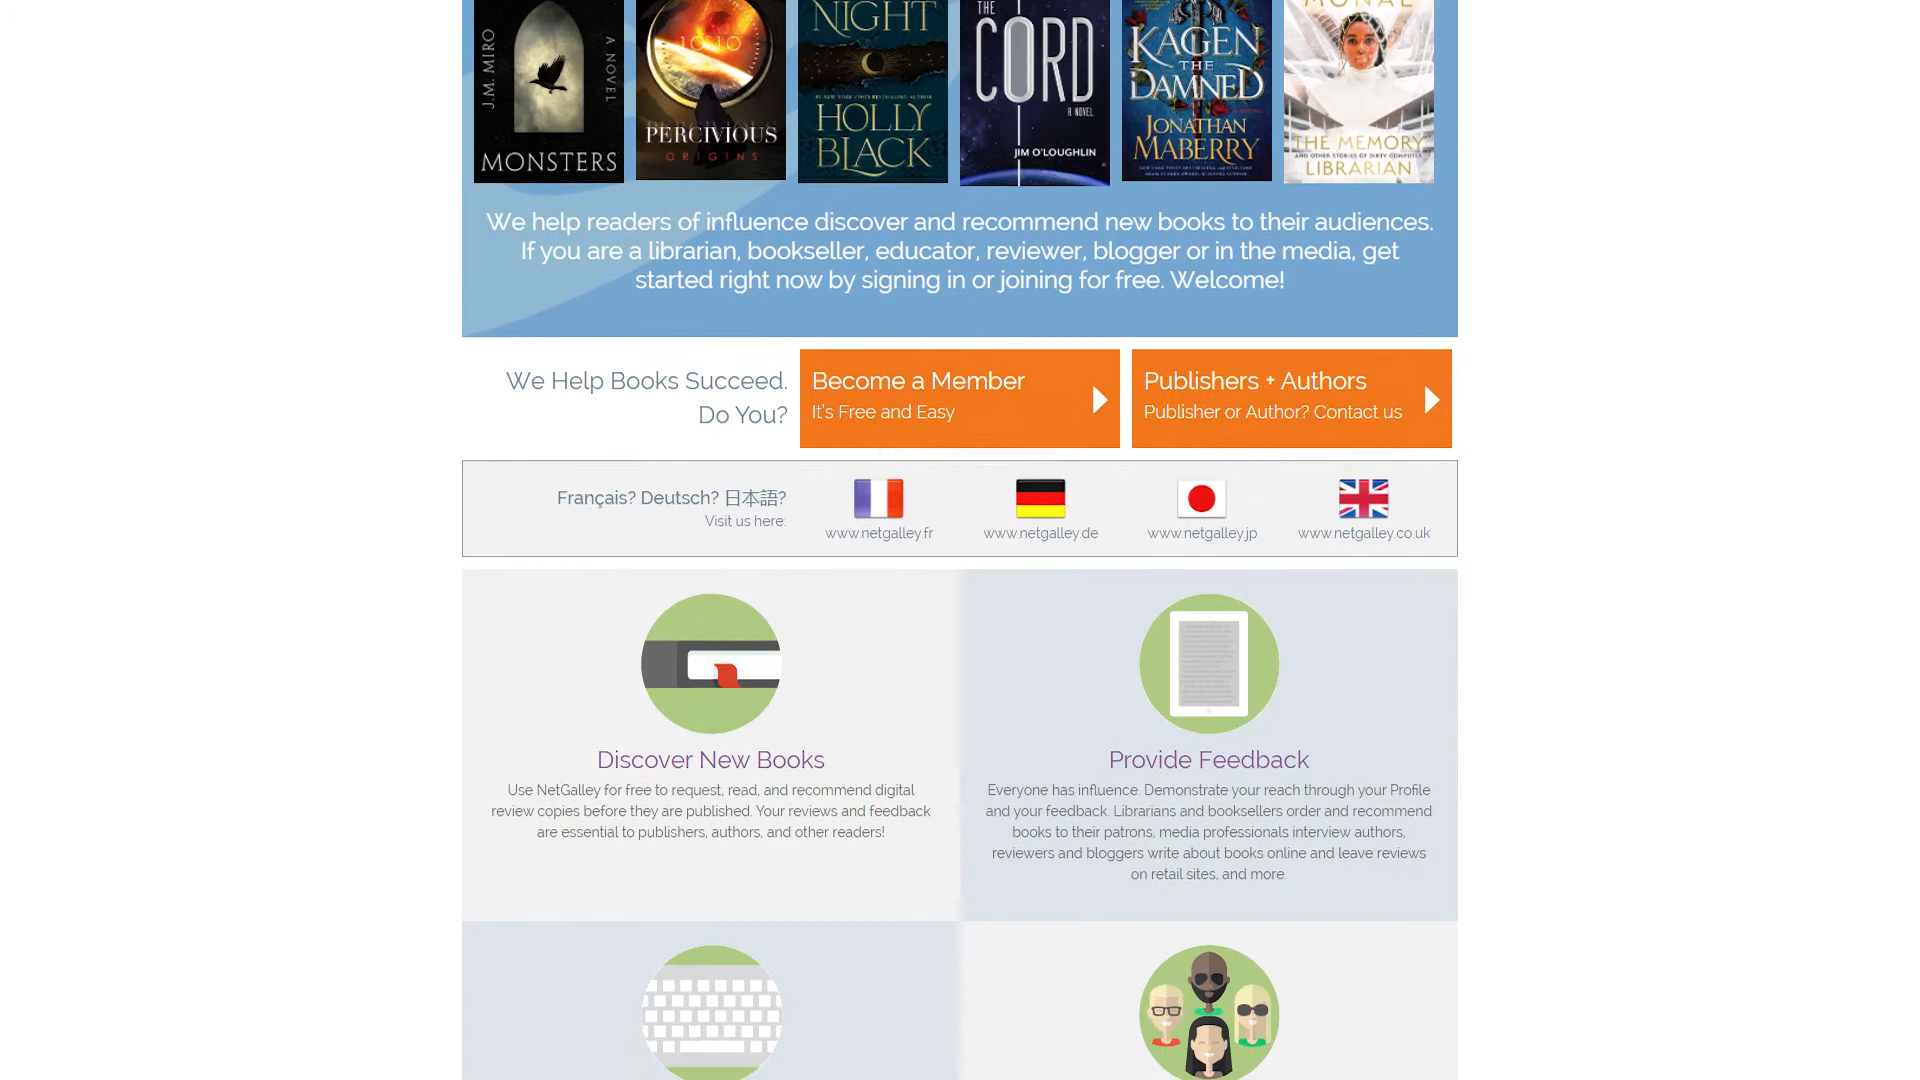 J.M. MIRO
A NOVEL
MONSTERS
10:10
PERCIVIOUS
ORIGINS
NIGHT
HOLLY
BLACK
THE
CORD
A NOVEL
JIM O'LOUGHLIN
KAGEN
THE
DAMNED
JONATHAN
MABERRY
THE MEMORY
AND OTHER STORIES OF DIRTY COMPUTER
LIBRARIAN
We help readers of influence discover and recommend new books to their audiences.
If you are a librarian, bookseller, educator, reviewer, blogger or in the media, get
started right now by signing in or joining for free. Welcome!
We Help Books Succeed.
Do You?
Become a Member
It's Free and Easy
Publishers + Authors
Publisher or Author? Contact us
Français? Deutsch? 日本語?
Visit us here:
www.netgalley.fr
www.netgalley.de
www.netgalley.jp
www.netgalley.co.uk
Discover New Books
Use NetGalley for free to request, read, and recommend digital
review copies before they are published. Your reviews and feedback
are essential to publishers, authors, and other readers!
Provide Feedback
Everyone has influence. Demonstrate your reach through your Profile
and your feedback. Librarians and booksellers order and recommend
books to their patrons, media professionals interview authors,
reviewers and bloggers write about books online and leave reviews
on retail sites, and more